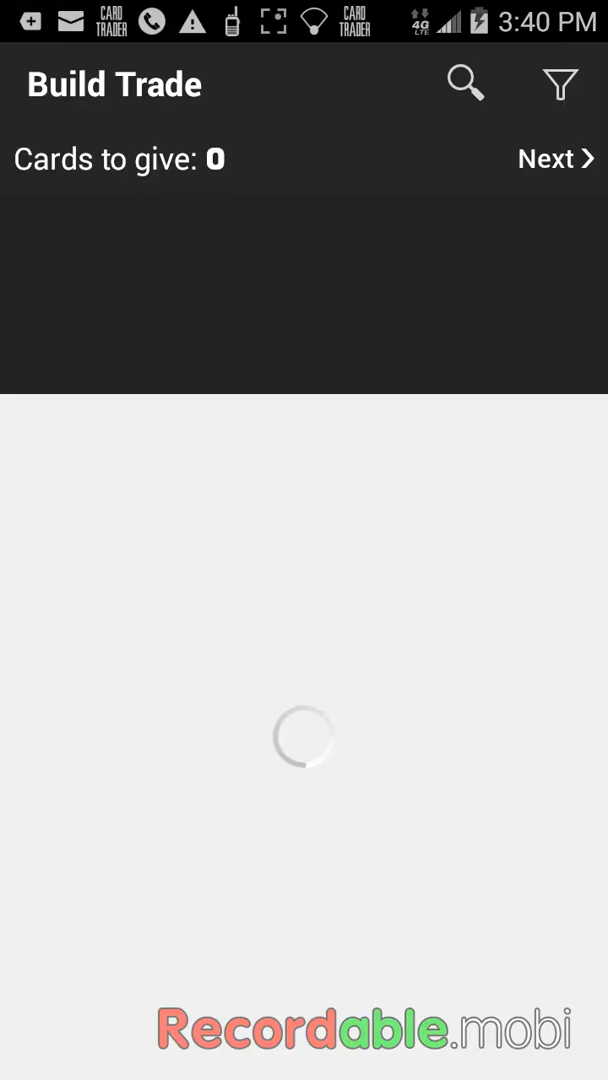 CARD TRADER CARD TRADER 4G LTE 3:40 PM
Build Trade
Cards to give: 0 Next
Recordable.mobi